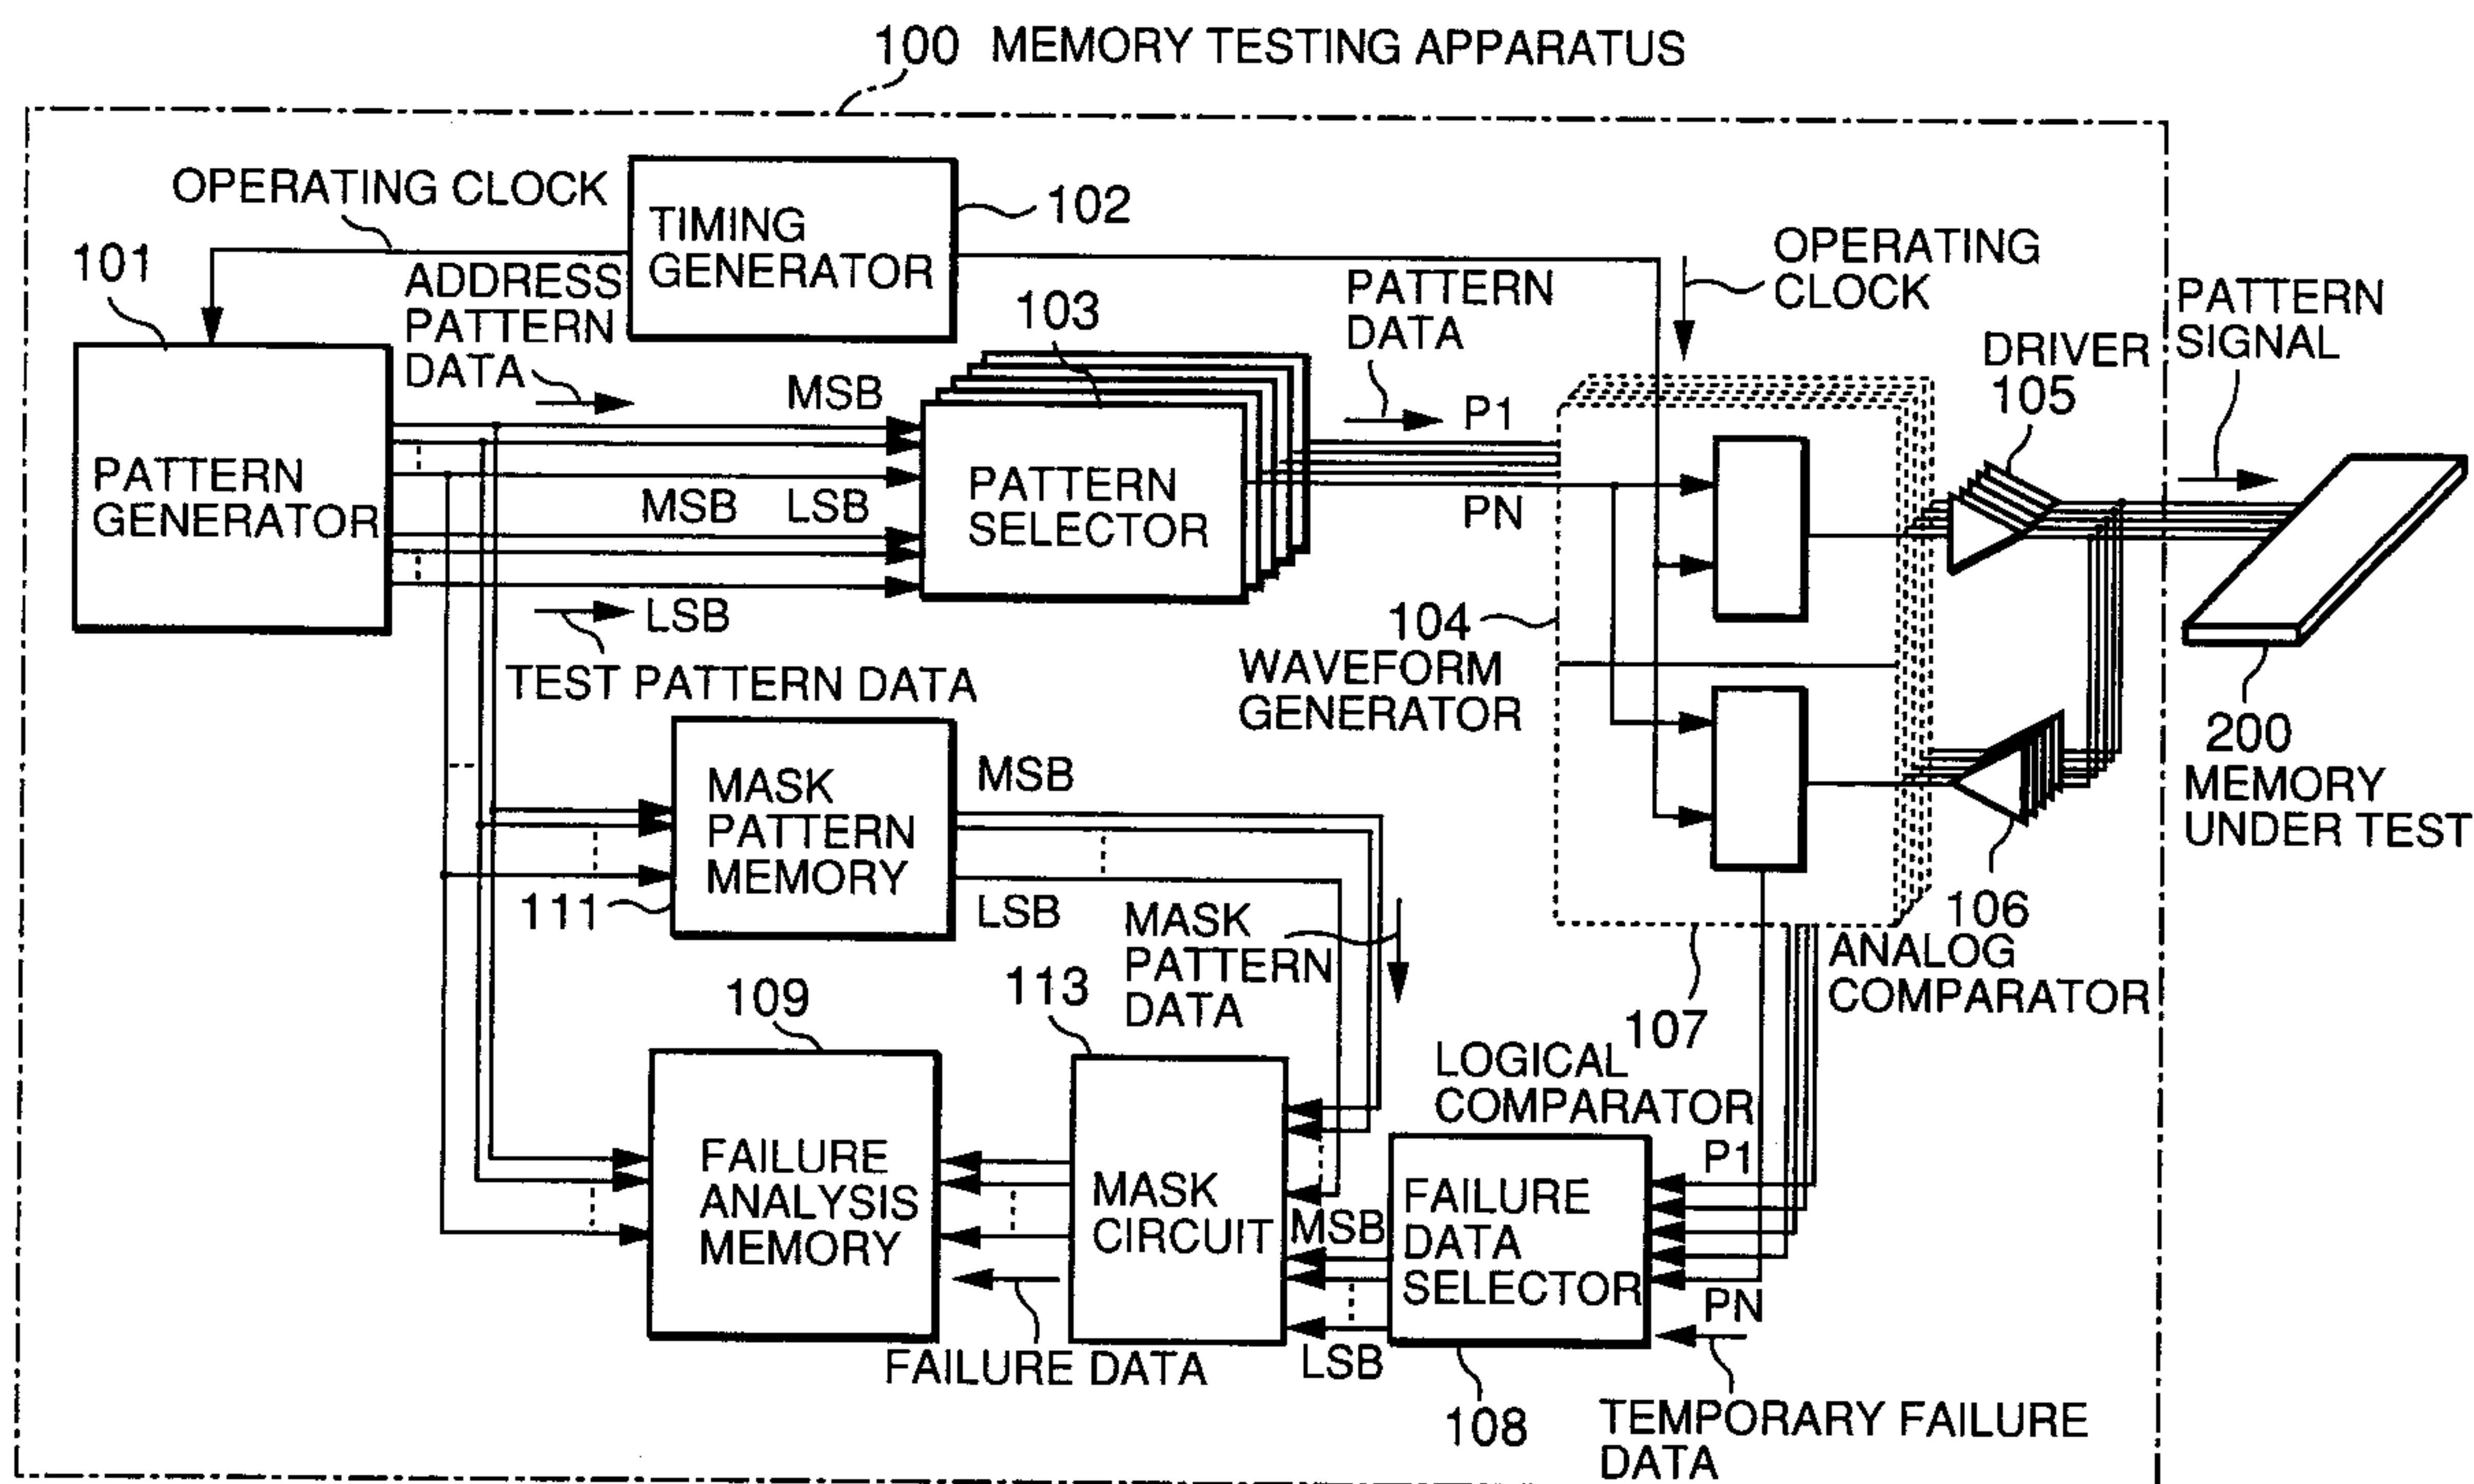 100 MEMORY TESTING APPARATUS
OPERATING CLOCK
TIMING
GENERATOR
102
101
ADDRESS
PATTERN
DATA
103
PATTERN
DATA
OPERATING
CLOCK
PATTERN
SIGNAL
DRIVER
105
MSB
P1
PATTERN
GENERATOR
PATTERN
SELECTOR
MSB
LSB
PN
LSB
TEST PATTERN DATA
104
WAVEFORM
GENERATOR
200
MEMORY
UNDER TEST
MASK
PATTERN
MEMORY
MSB
LSB
111
MASK
PATTERN
DATA
106
ANALOG
COMPARATOR
109
113
107
LOGICAL
COMPARATOR
P1
FAILURE
ANALYSIS
MEMORY
MASK
CIRCUIT
MSB
FAILURE
DATA
SELECTOR
PN
LSB
FAILURE DATA
108
TEMPORARY FAILURE
DATA